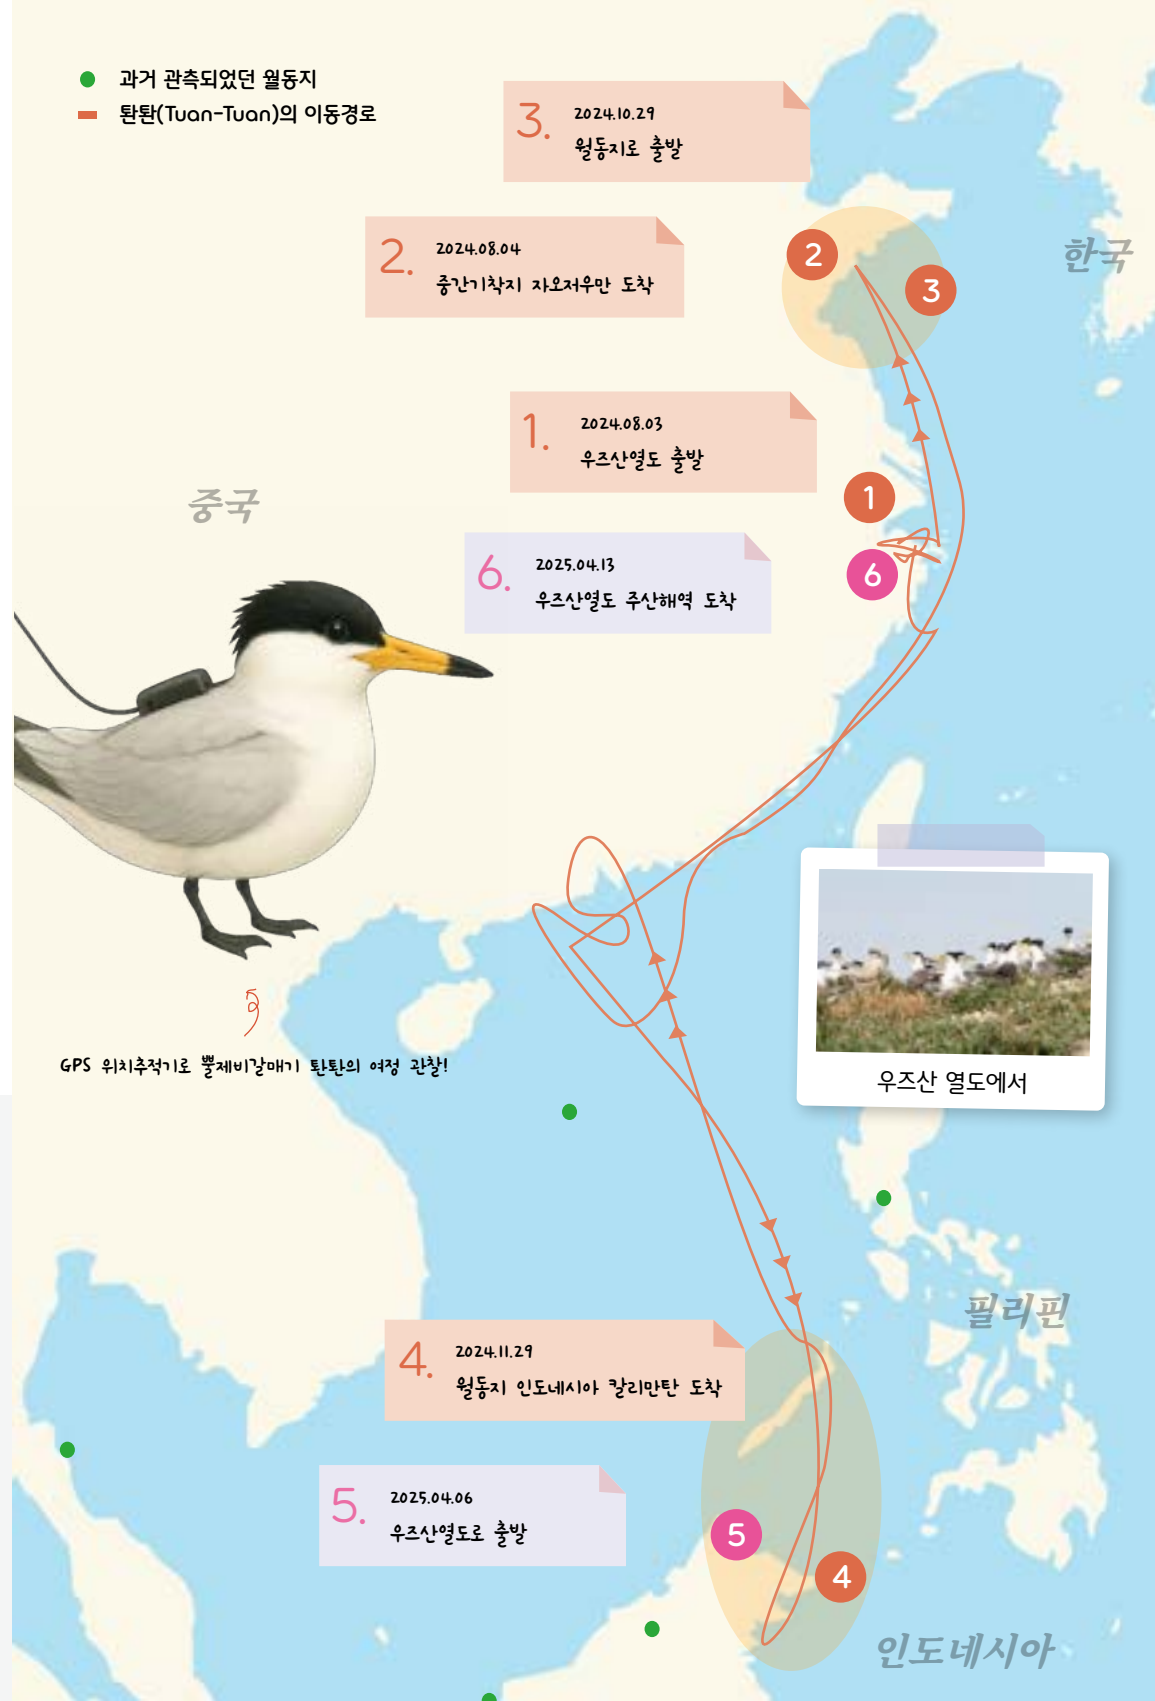 과거 관측되었던 월동지
퇀퇀(Tuan-Tuan)의 이동경로
3.
2024.10.29
월동지로 출발
2.
2024.08.04
중간기착지 자오저우만 도착
2
3
한국
1.
2024.08.03
우즈산열도 출발
1
중국
6.
2025.04.13
우즈산열도 주산해역 도착
6
GPS 위치추적기로 뿔제비갈매기 퇀퇀의 여정 관찰!
우즈산 열도에서
필리핀
4.
2024.11.29
월동지 인도네시아 칼리만탄 도착
5.
2025.04.06
우즈산열도로 출발
5
4
인도네시아